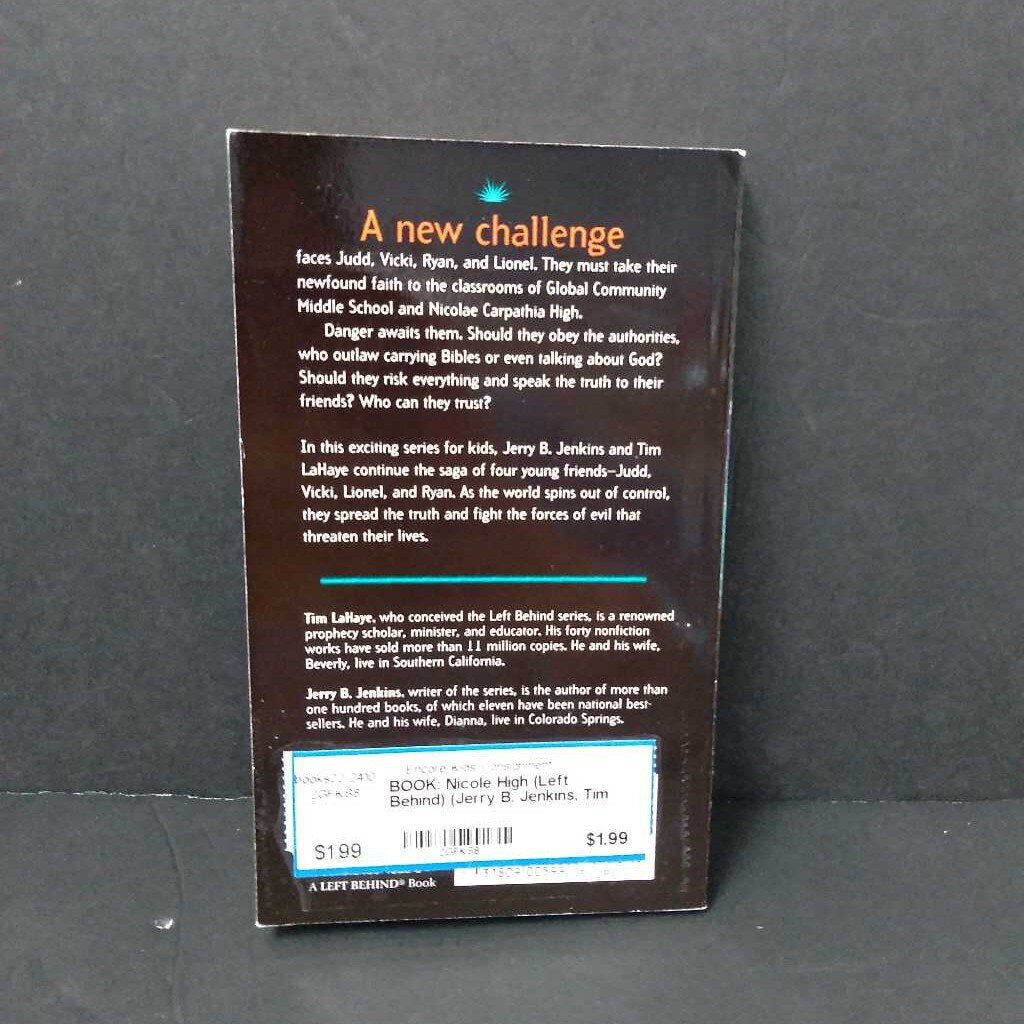 A new challenge
faces Judd, Vicki, Ryan, and Lionel. They must take their
newfound faith to the classrooms of Global Community
Middle School and Nicolae Carpathia High.
Danger awaits them. Should they obey the authorities,
who outlaw carrying Bibles or even talking about God?
Should they risk everything and speak the truth to their
friends? Who can they trust?
In this exciting series for kids, Jerry B. Jenkins and Tim
LaHaye continue the saga of four young friends—Judd,
Vicki, Lionel, and Ryan. As the world spins out of control,
they spread the truth and fight the forces of evil that
threaten their lives.
Tim LaHaye, who conceived the Left Behind series, is a renowned
prophecy scholar, minister, and educator. His forty nonfiction
works have sold more than 11 million copies. He and his wife,
Beverly, live in Southern California.
Jerry B. Jenkins, writer of the series, is the author of more than
one hundred books, of which eleven have been national best-
sellers. He and his wife, Dianna, live in Colorado Springs.
Encore Kids Consignment
BOOK: Nicole High (Left
Behind) (Jerry B. Jenkins, Tim
$1.99
$1.99
A LEFT BEHIND® Book